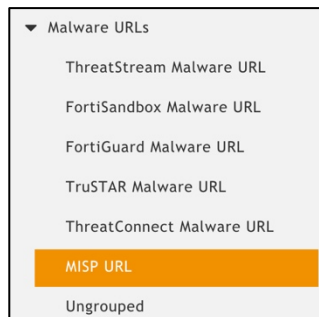 Malware URLs
ThreatStream Malware URL
FortiSandbox Malware URL
FortiGuard Malware URL
TruSTAR Malware URL
ThreatConnect Malware URL
MISP URL
Ungrouped